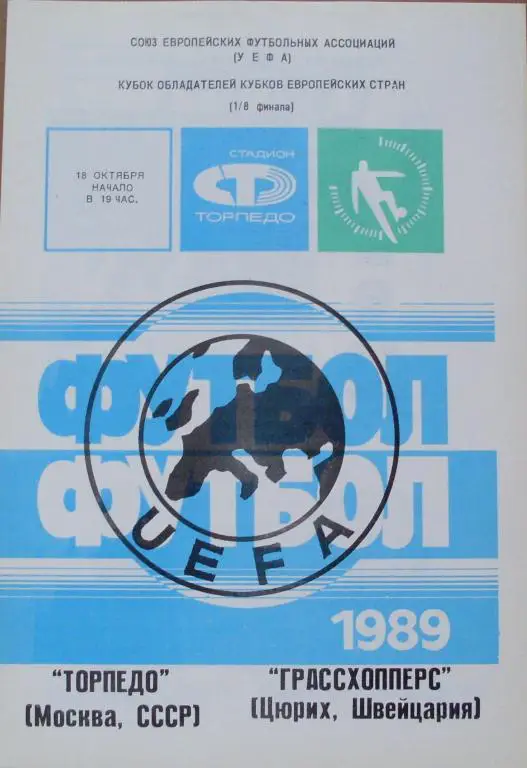 СОЮЗ ЕВРОПЕЙСКИХ ФУТБОЛЬНЫХ АССОЦИАЦИЙ
(У Е Ф А)
КУБОК ОБЛАДАТЕЛЕЙ КУБКОВ ЕВРОПЕЙСКИХ СТРАН
(1/8 финала)
18 ОКТЯБРЯ
НАЧАЛО
В 19 ЧАС.
СТАДИОН
СТ
ТОРПЕДО
ФУТБОЛ
ФУТБОЛ
UEFA
1989
"ТОРПЕДО"
(Москва, СССР)
"ГРАССХОППЕРС"
(Цюрих, Швейцария)